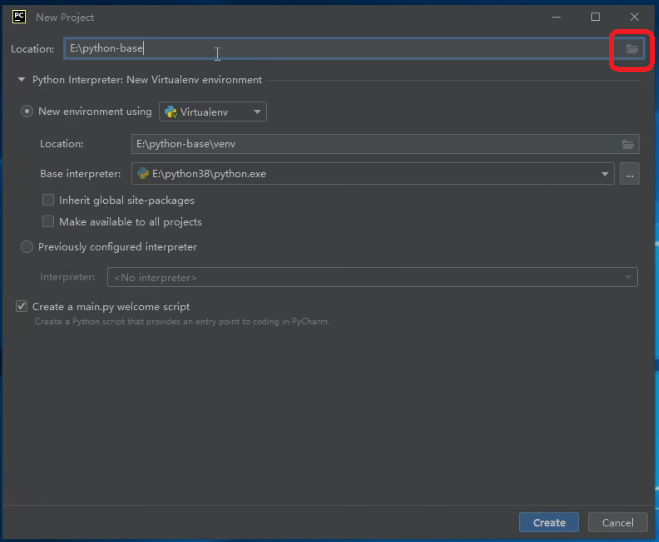 PC New Project
Location: E:\python-base
Python Interpreter: New Virtualenv environment
New environment using Virtualenv
Location: E:\python-base\venv
Base interpreter: E:\python38\python.exe ...
Inherit global site-packages
Make available to all projects
Previously configured interpreter
Interpreter: <No interpreter>
Create a main.py welcome script
Create a Python script that provides an entry point to coding in PyCharm.
Create Cancel